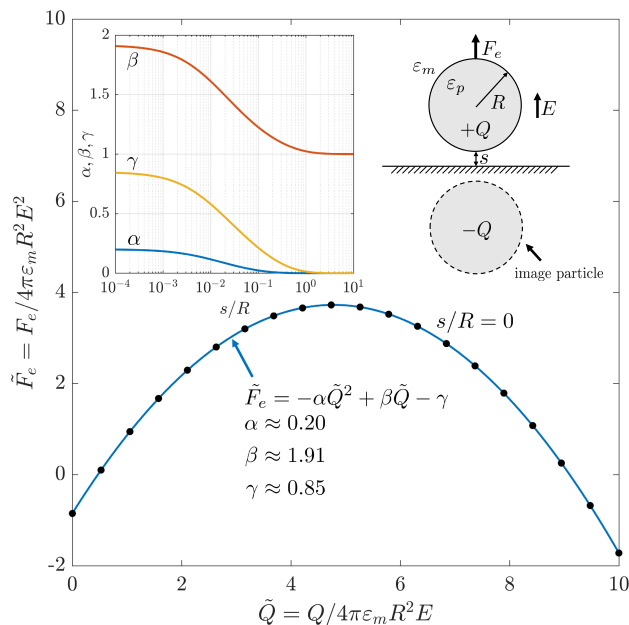 10
8
6
4
2
0
-2
0 2 4 6 8 10
F̃ₑ = Fₑ/4πεₘR²E²
Q̃ = Q/4πεₘR²E
2
1.5
1
0.5
0
10⁻⁴ 10⁻³ 10⁻² 10⁻¹ 10⁰ 10¹
α, β, γ
s/R
β
γ
α
Fₑ
εₘ
εₚ
R
E
+Q
s
−Q
image particle
s/R = 0
F̃ₑ = −αQ̃² + βQ̃ − γ
α ≈ 0.20
β ≈ 1.91
γ ≈ 0.85